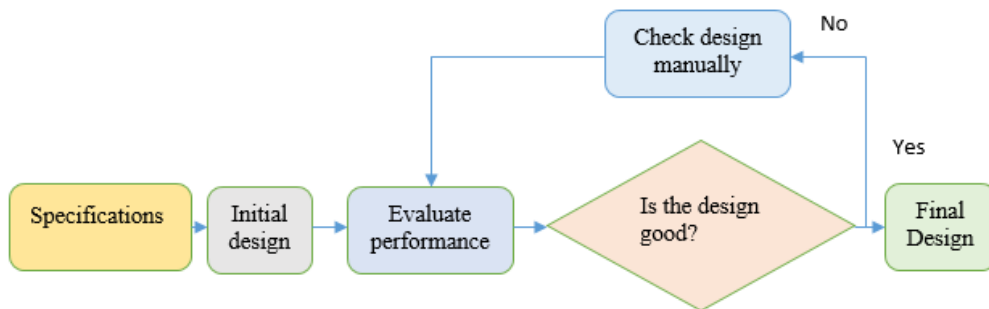 Check design
manually
No
Yes
Specifications
Initial
design
Evaluate
performance
Is the design
good?
Final
Design